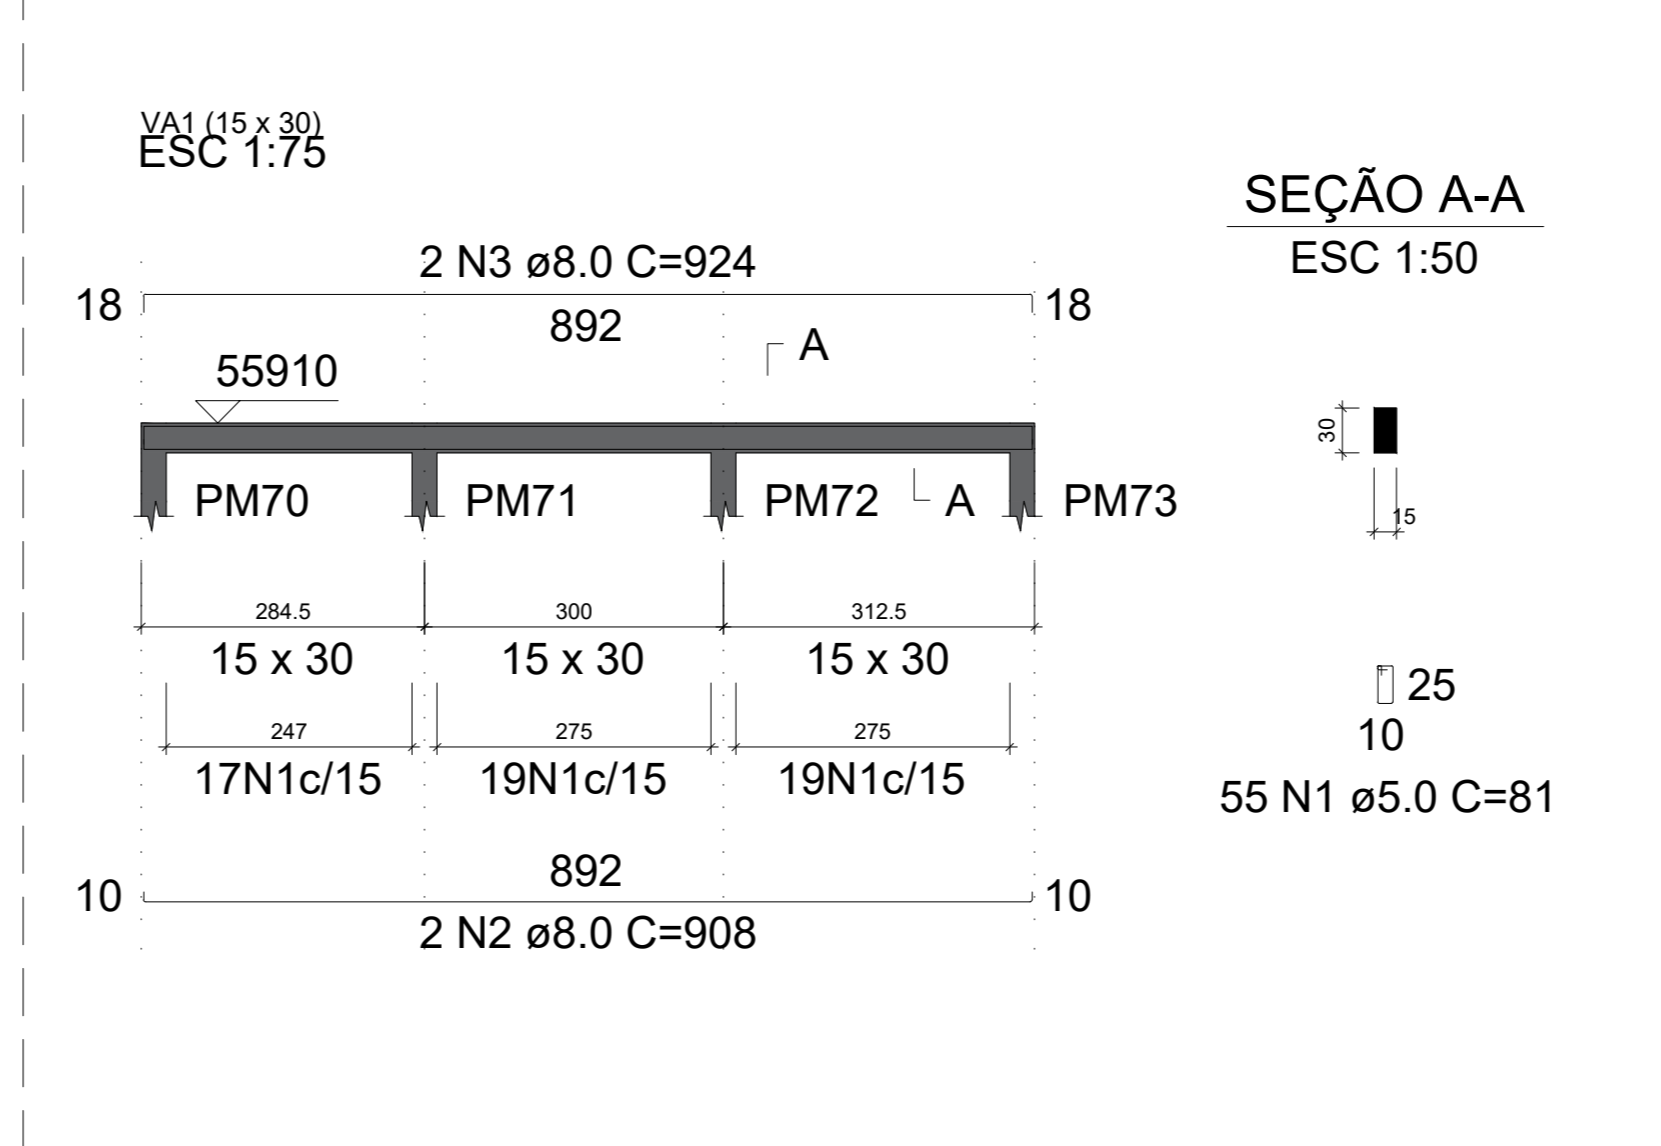 VA1 (15 x 30)
ESC 1:75
SEÇÃO A-A
ESC 1:50
2 N3 ø8.0 C=924
18
18
892
A
55910
30
PM70
PM71
PM72
A
PM73
15
284.5
300
312.5
15 x 30
15 x 30
15 x 30
25
10
247
275
275
17N1c/15
19N1c/15
19N1c/15
55 N1 ø5.0 C=81
892
10
10
2 N2 ø8.0 C=908